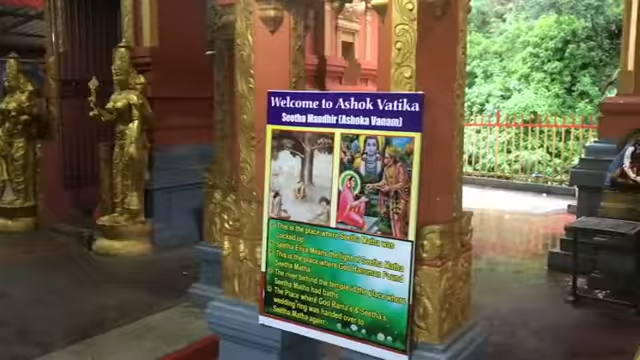 Welcome to Ashok Vatika
Seetha Mandhir (Ashoka Vanam)
This is the place where Seetha Matha was
Locked up.
Seetha Eliya Means the light of Seetha Matha
This is the place where God Hanuman Found
Seetha Matha
The river behind the temple is the place where
Seetha Matha had baths.
The Place where God Rama's & Seetha's
wedding ring was handed over to
Seetha Matha again.